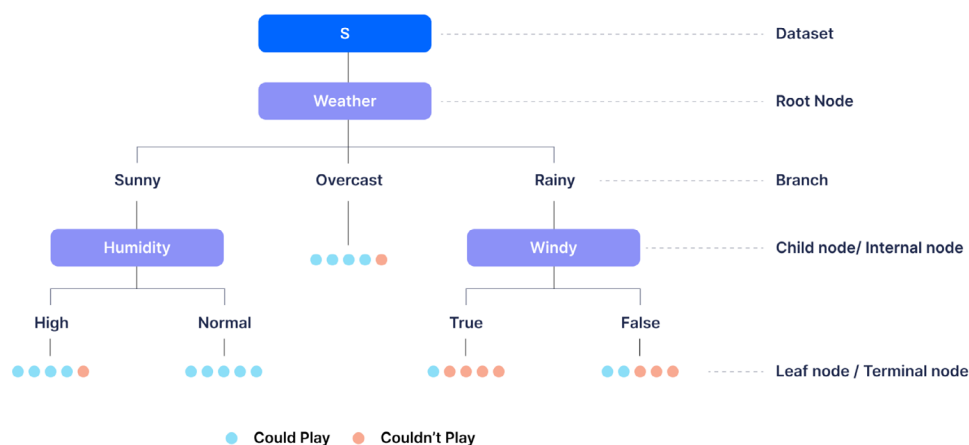 S
Dataset
Weather
Root Node
Sunny
Overcast
Rainy
Branch
Humidity
Windy
Child node/ Internal node
High
Normal
True
False
Leaf node / Terminal node
Could Play
Couldn't Play